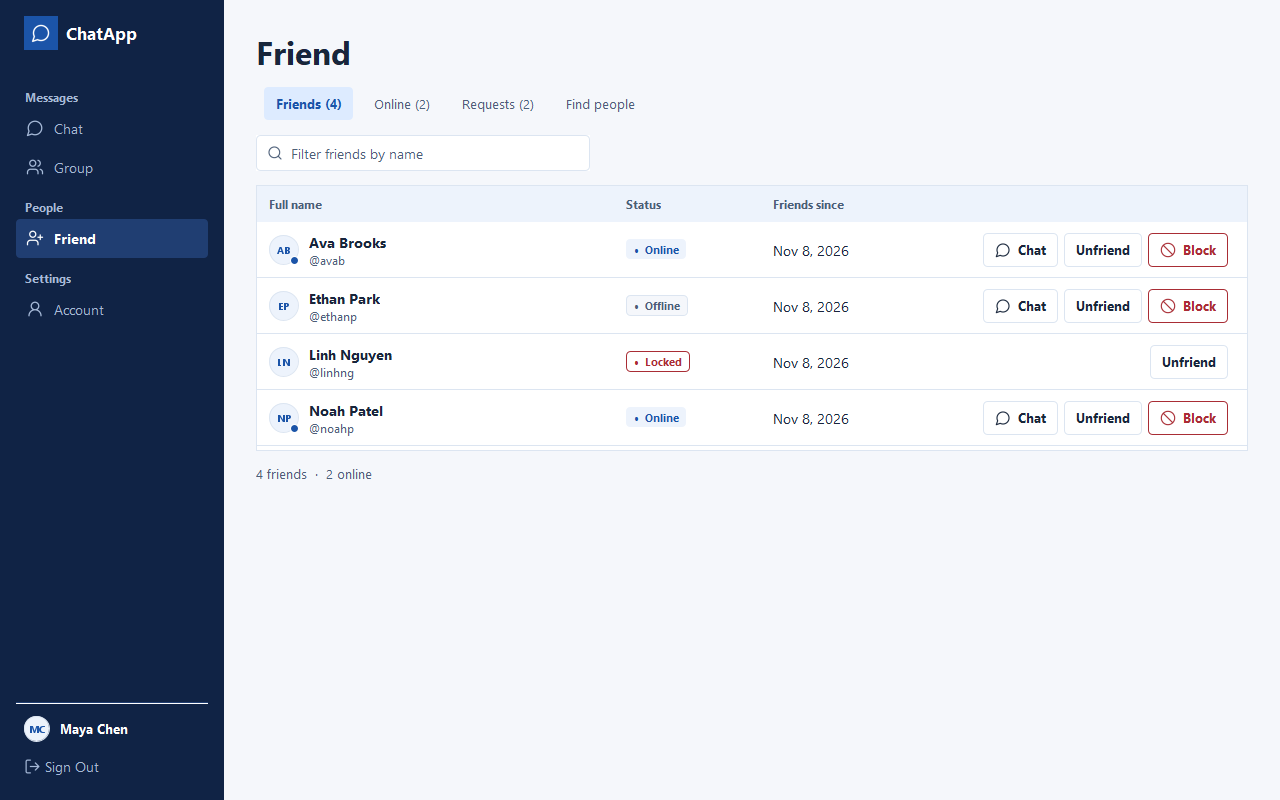 ChatApp
Messages
Chat
Group
People
Friend
Settings
Account
MC Maya Chen
Sign Out
Friend
Friends (4) Online (2) Requests (2) Find people
Filter friends by name
Full name Status Friends since
AB Ava Brooks @avab • Online Nov 8, 2026 Chat Unfriend Block
EP Ethan Park @ethanp • Offline Nov 8, 2026 Chat Unfriend Block
LN Linh Nguyen @linhng • Locked Nov 8, 2026 Unfriend
NP Noah Patel @noahp • Online Nov 8, 2026 Chat Unfriend Block
4 friends · 2 online